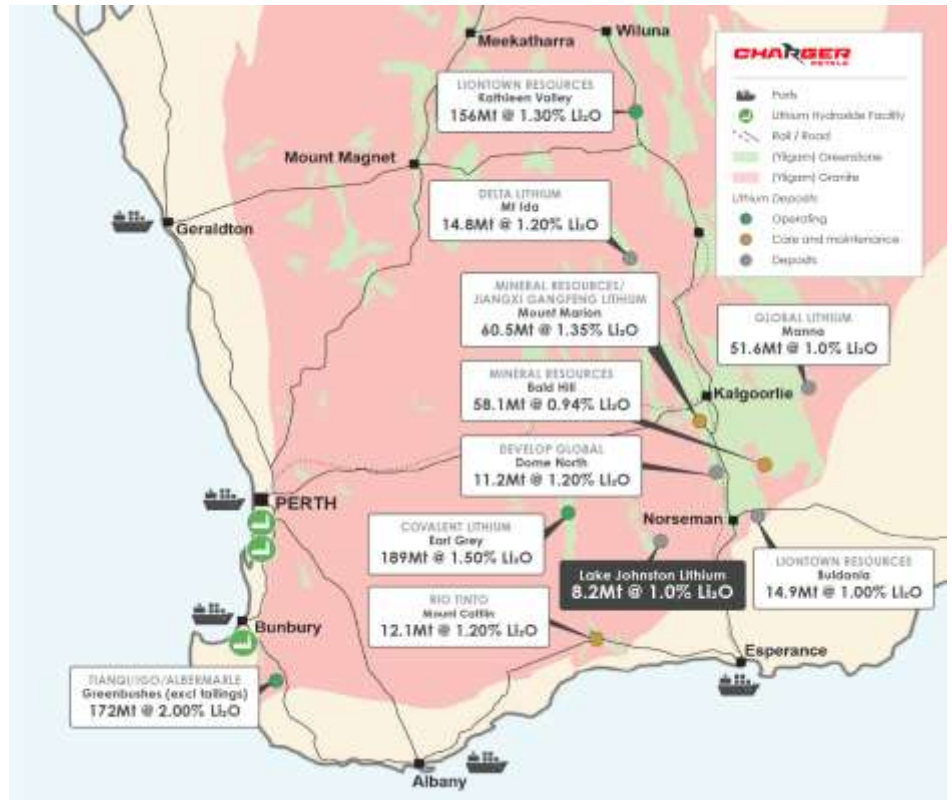 Meekatharra
Wiluna
CHARGER
METALS
Ports
Lithium Hydroxide Facility
Rail / Road
(Yilgarn) Greenstone
(Yilgarn) Granite
Lithium Deposits
Operating
Care and maintenance
Deposits
LIONTOWN RESOURCES
Kathleen Valley
156Mt @ 1.30% Li₂O
Mount Magnet
Geraldton
DELTA LITHIUM
Mt Ida
14.8Mt @ 1.20% Li₂O
MINERAL RESOURCES/
JIANGXI GANGFENG LITHIUM
Mount Marion
60.5Mt @ 1.35% Li₂O
GLOBAL LITHIUM
Manna
51.6Mt @ 1.0% Li₂O
MINERAL RESOURCES
Bald Hill
58.1Mt @ 0.94% Li₂O
Kalgoorlie
DEVELOP GLOBAL
Dome North
11.2Mt @ 1.20% Li₂O
PERTH
COVALENT LITHIUM
Earl Grey
189Mt @ 1.50% Li₂O
Norseman
Lake Johnston Lithium
8.2Mt @ 1.0% Li₂O
LIONTOWN RESOURCES
Buldania
14.9Mt @ 1.00% Li₂O
RIO TINTO
Mount Cattlin
12.1Mt @ 1.20% Li₂O
Bunbury
Esperance
TIANQI/IGO/ALBERMARLE
Greenbushes (excl tailings)
172Mt @ 2.00% Li₂O
Albany